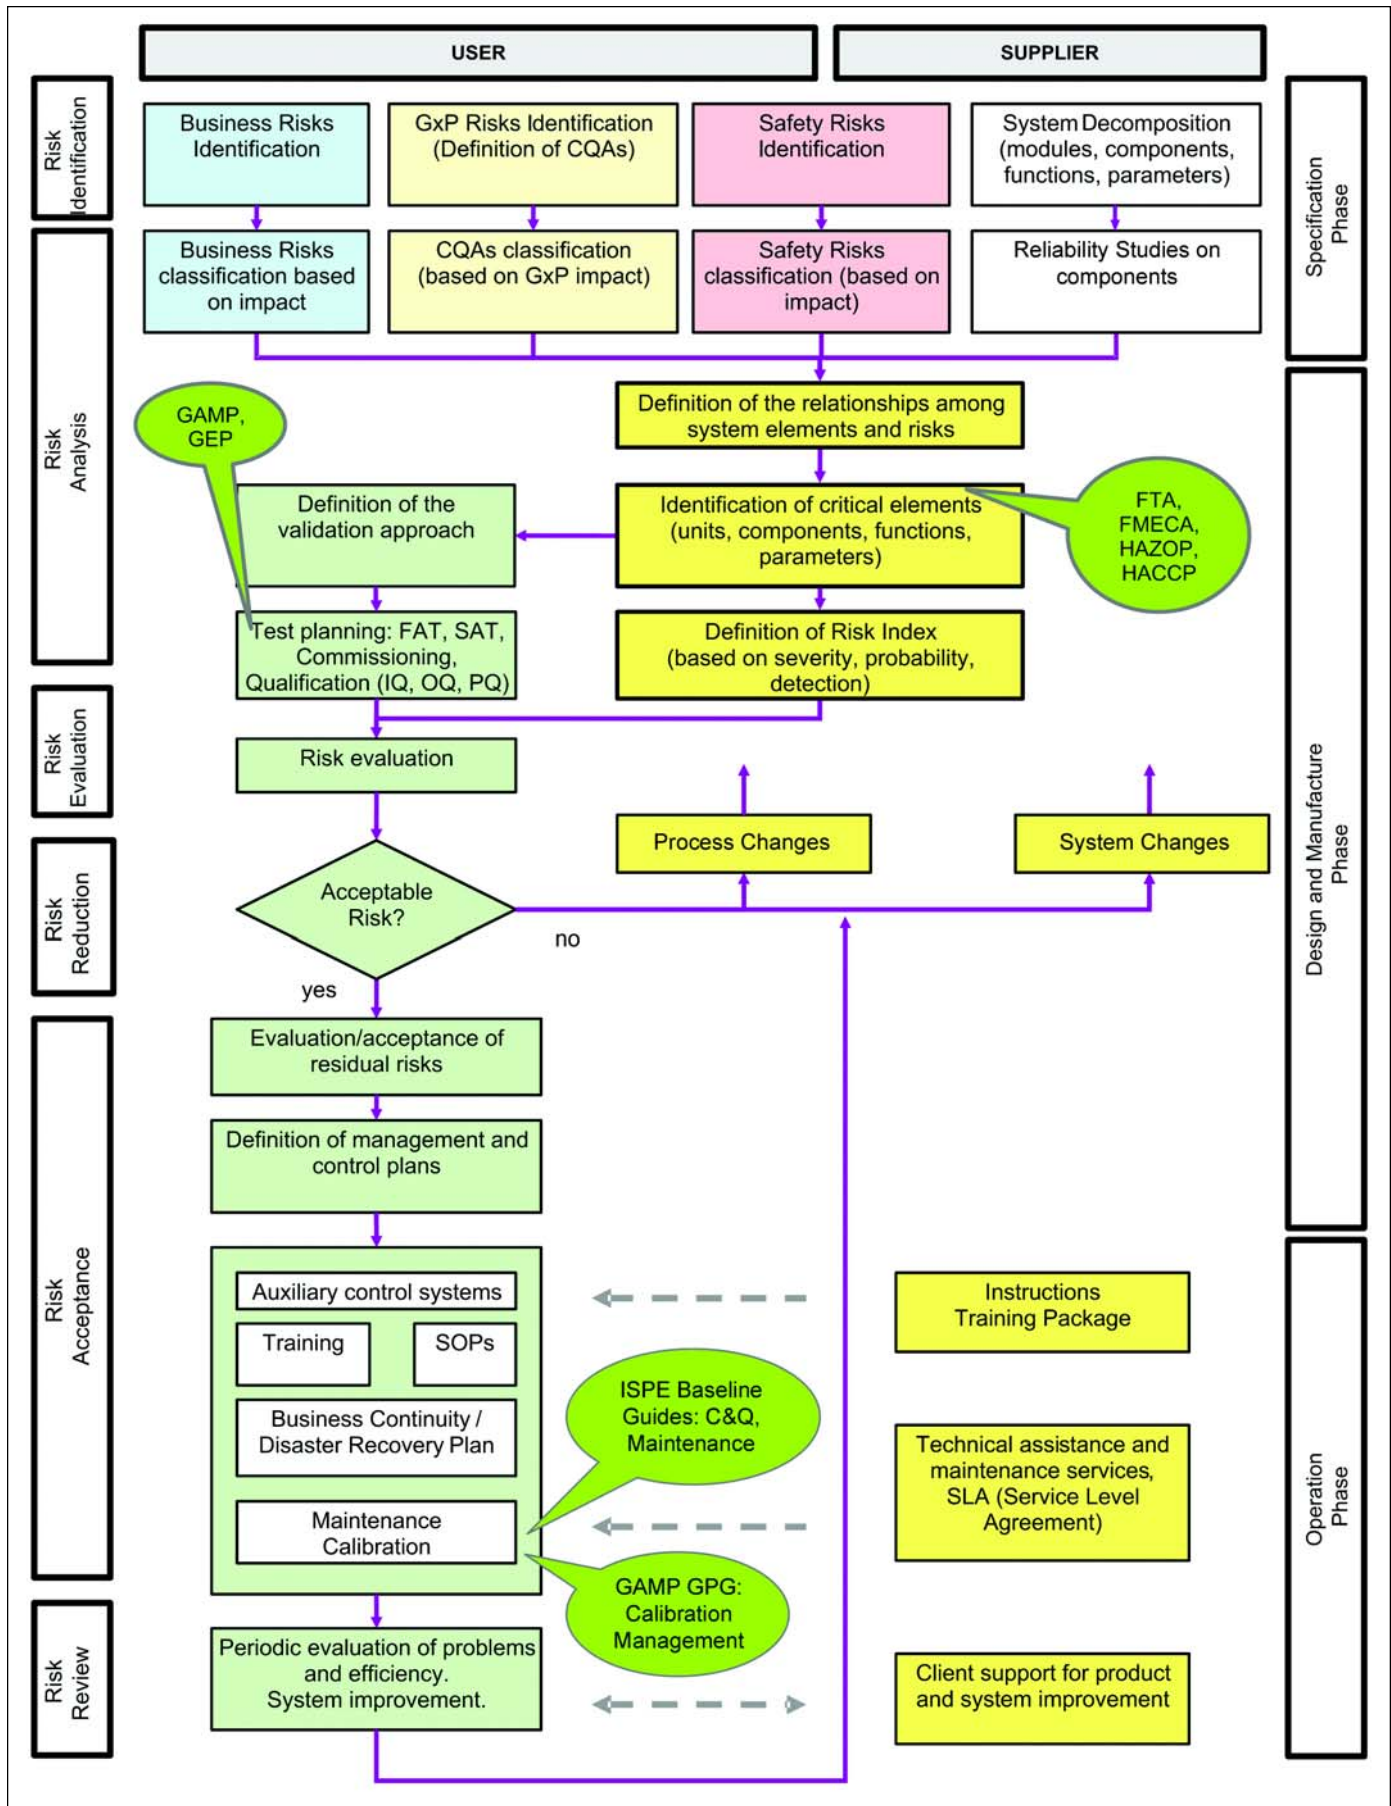 USER
SUPPLIER
Risk
Identification
Business Risks
Identification
GxP Risks Identification
(Definition of CQAs)
Safety Risks
Identification
System Decomposition
(modules, components,
functions, parameters)
Specification
Phase
Business Risks
classification based
on impact
CQAs classification
(based on GxP impact)
Safety Risks
classification (based on
impact)
Reliability Studies on
components
Risk
Analysis
Definition of the relationships among
system elements and risks
GAMP,
GEP
Definition of the
validation approach
Identification of critical elements
(units, components, functions,
parameters)
FTA,
FMECA,
HAZOP,
HACCP
Test planning: FAT, SAT,
Commissioning,
Qualification (IQ, OQ, PQ)
Definition of Risk Index
(based on severity, probability,
detection)
Risk
Evaluation
Risk evaluation
Design and Manufacture
Phase
Process Changes
System Changes
Risk
Reduction
Acceptable
Risk?
no
yes
Evaluation/acceptance of
residual risks
Definition of management and
control plans
Risk
Acceptance
Auxiliary control systems
Training
SOPs
Business Continuity /
Disaster Recovery Plan
Maintenance
Calibration
Instructions
Training Package
ISPE Baseline
Guides: C&Q,
Maintenance
Technical assistance and
maintenance services,
SLA (Service Level
Agreement)
Operation
Phase
GAMP GPG:
Calibration
Management
Risk
Review
Periodic evaluation of problems
and efficiency.
System improvement.
Client support for product
and system improvement